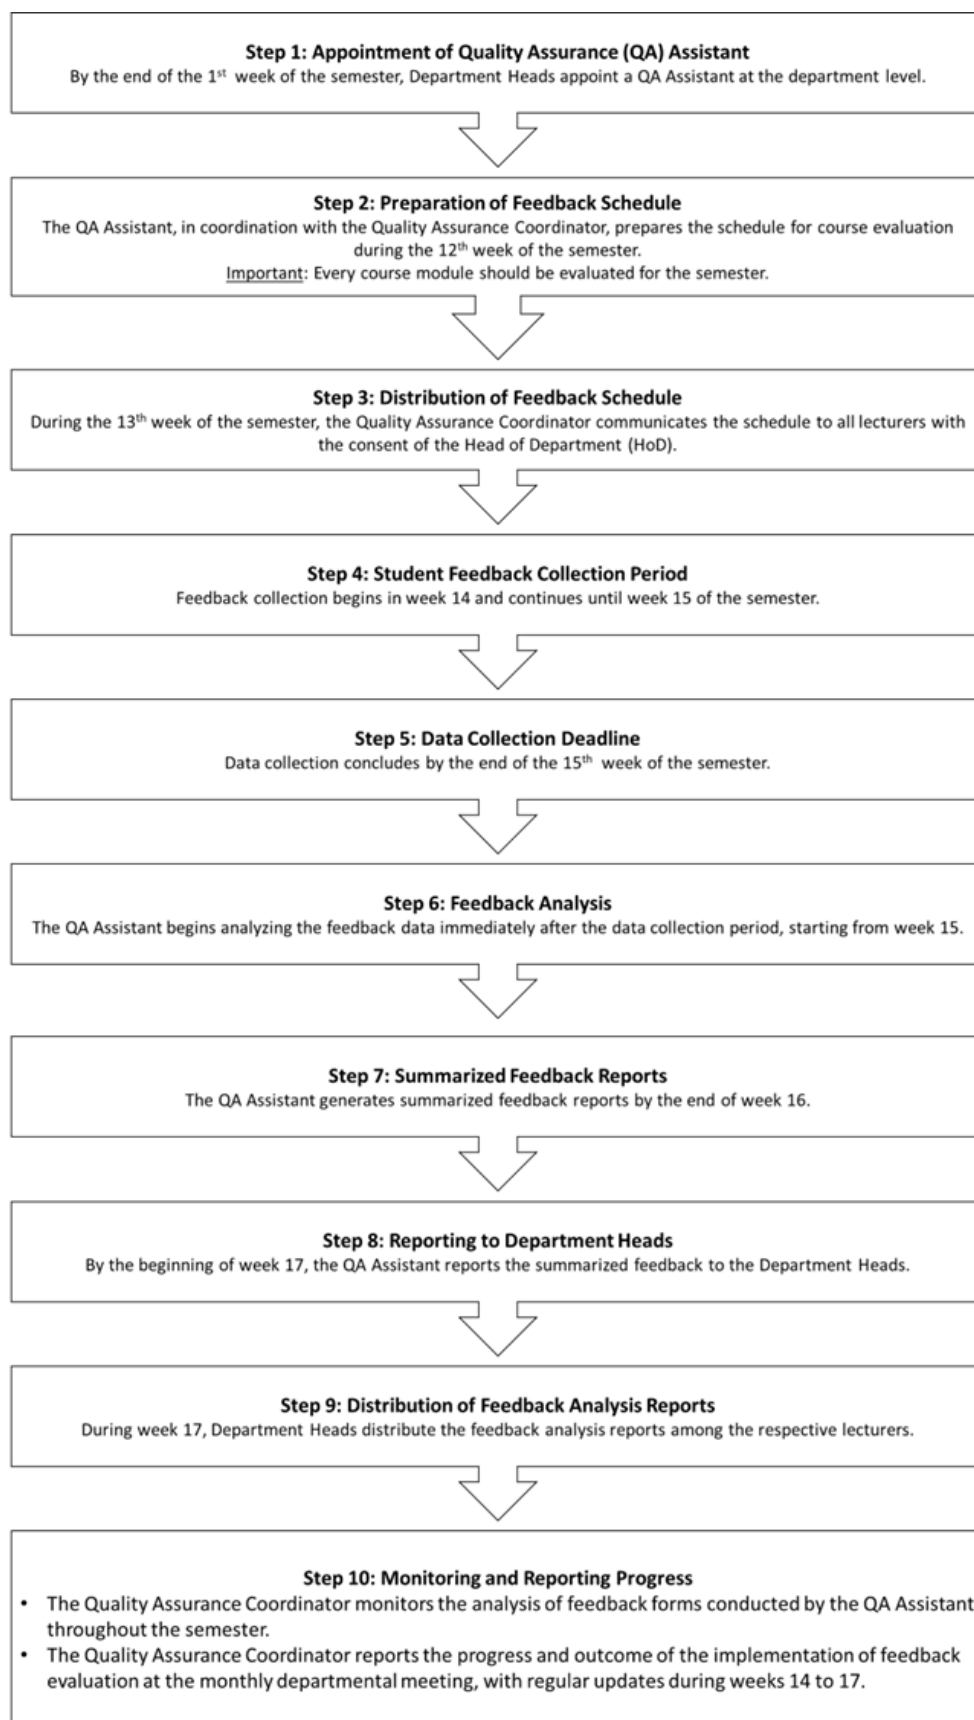 Step 1: Appointment of Quality Assurance (QA) Assistant
By the end of the 1st week of the semester, Department Heads appoint a QA Assistant at the department level.
Step 2: Preparation of Feedback Schedule
The QA Assistant, in coordination with the Quality Assurance Coordinator, prepares the schedule for course evaluation
during the 12th week of the semester.
Important: Every course module should be evaluated for the semester.
Step 3: Distribution of Feedback Schedule
During the 13th week of the semester, the Quality Assurance Coordinator communicates the schedule to all lecturers with
the consent of the Head of Department (HoD).
Step 4: Student Feedback Collection Period
Feedback collection begins in week 14 and continues until week 15 of the semester.
Step 5: Data Collection Deadline
Data collection concludes by the end of the 15th week of the semester.
Step 6: Feedback Analysis
The QA Assistant begins analyzing the feedback data immediately after the data collection period, starting from week 15.
Step 7: Summarized Feedback Reports
The QA Assistant generates summarized feedback reports by the end of week 16.
Step 8: Reporting to Department Heads
By the beginning of week 17, the QA Assistant reports the summarized feedback to the Department Heads.
Step 9: Distribution of Feedback Analysis Reports
During week 17, Department Heads distribute the feedback analysis reports among the respective lecturers.
Step 10: Monitoring and Reporting Progress
• The Quality Assurance Coordinator monitors the analysis of feedback forms conducted by the QA Assistant
throughout the semester.
• The Quality Assurance Coordinator reports the progress and outcome of the implementation of feedback
evaluation at the monthly departmental meeting, with regular updates during weeks 14 to 17.